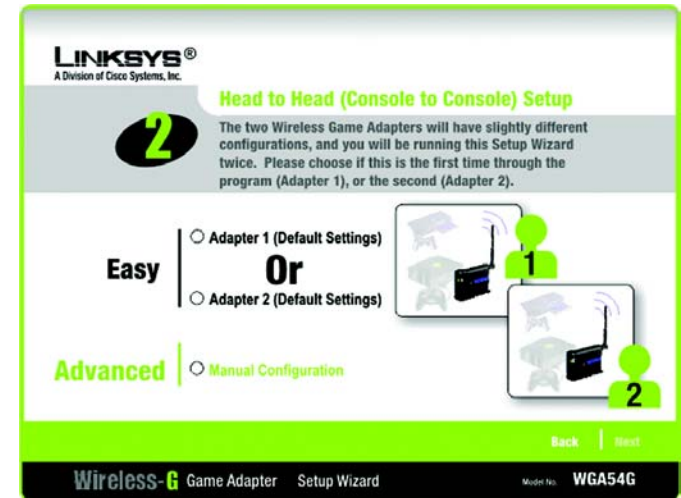 LINKSYS®
A Division of Cisco Systems, Inc.
2
Head to Head (Console to Console) Setup
The two Wireless Game Adapters will have slightly different
configurations, and you will be running this Setup Wizard
twice. Please choose if this is the first time through the
program (Adapter 1), or the second (Adapter 2).
Easy
Adapter 1 (Default Settings)
Or
Adapter 2 (Default Settings)
1
Advanced
Manual Configuration
2
Back
Next
Wireless-G Game Adapter Setup Wizard
Model No. WGA54G